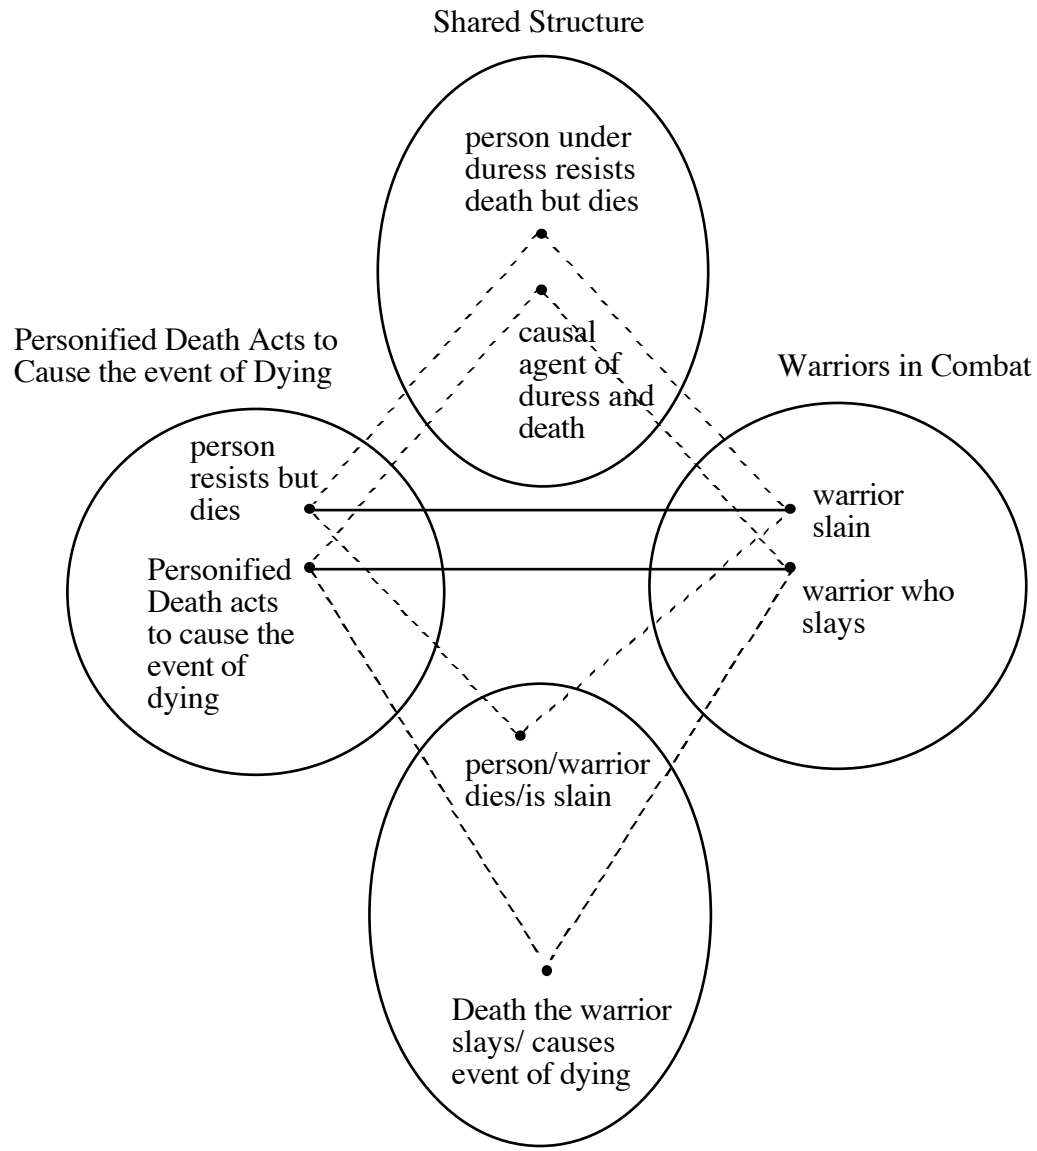 Shared Structure
person under
duress resists
death but dies
causal
agent of
duress and
death
Personified Death Acts to
Cause the event of Dying
person
resists but
dies
Personified
Death acts
to cause the
event of
dying
Warriors in Combat
warrior
slain
warrior who
slays
person/warrior
dies/is slain
Death the warrior
slays/ causes
event of dying